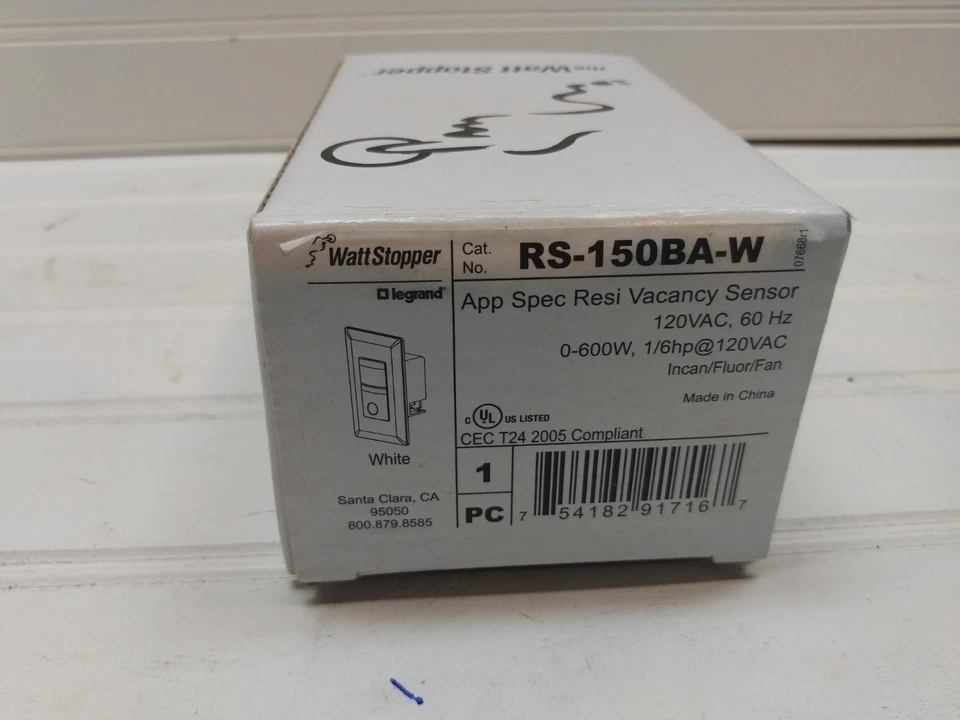 the Watt Stopper
WattStopper
legrand®
Cat. No. RS-150BA-W
07668r1
App Spec Resi Vacancy Sensor
120VAC, 60 Hz
0-600W, 1/6hp@120VAC
Incan/Fluor/Fan
Made in China
C UL US LISTED
CEC T24 2005 Compliant
White
Santa Clara, CA
95050
800.879.8585
1
PC
7 54182 91716 7